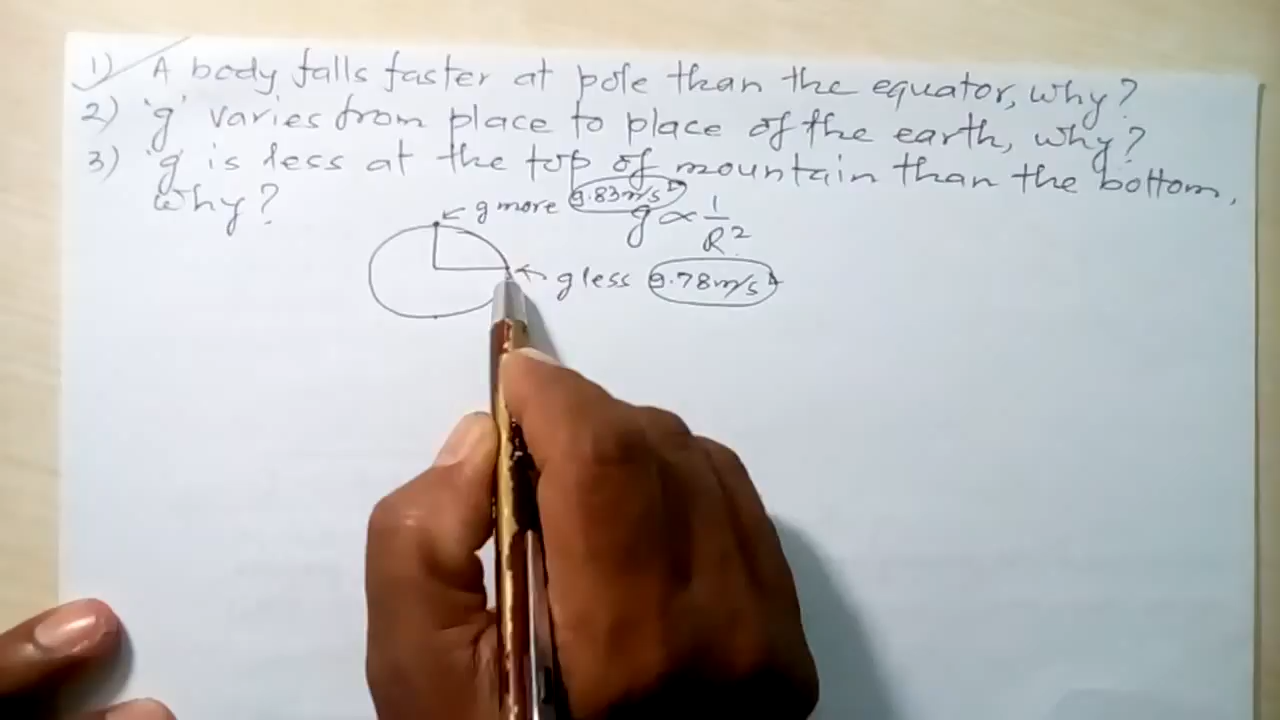 1) A body falls faster at pole than the equator, why?
2) 'g' varies from place to place of the earth, why?
3) 'g is less at the top of mountain than the bottom,
why?
g more 9.83m/s²
g ∝ 1/R²
g less 9.78m/s²